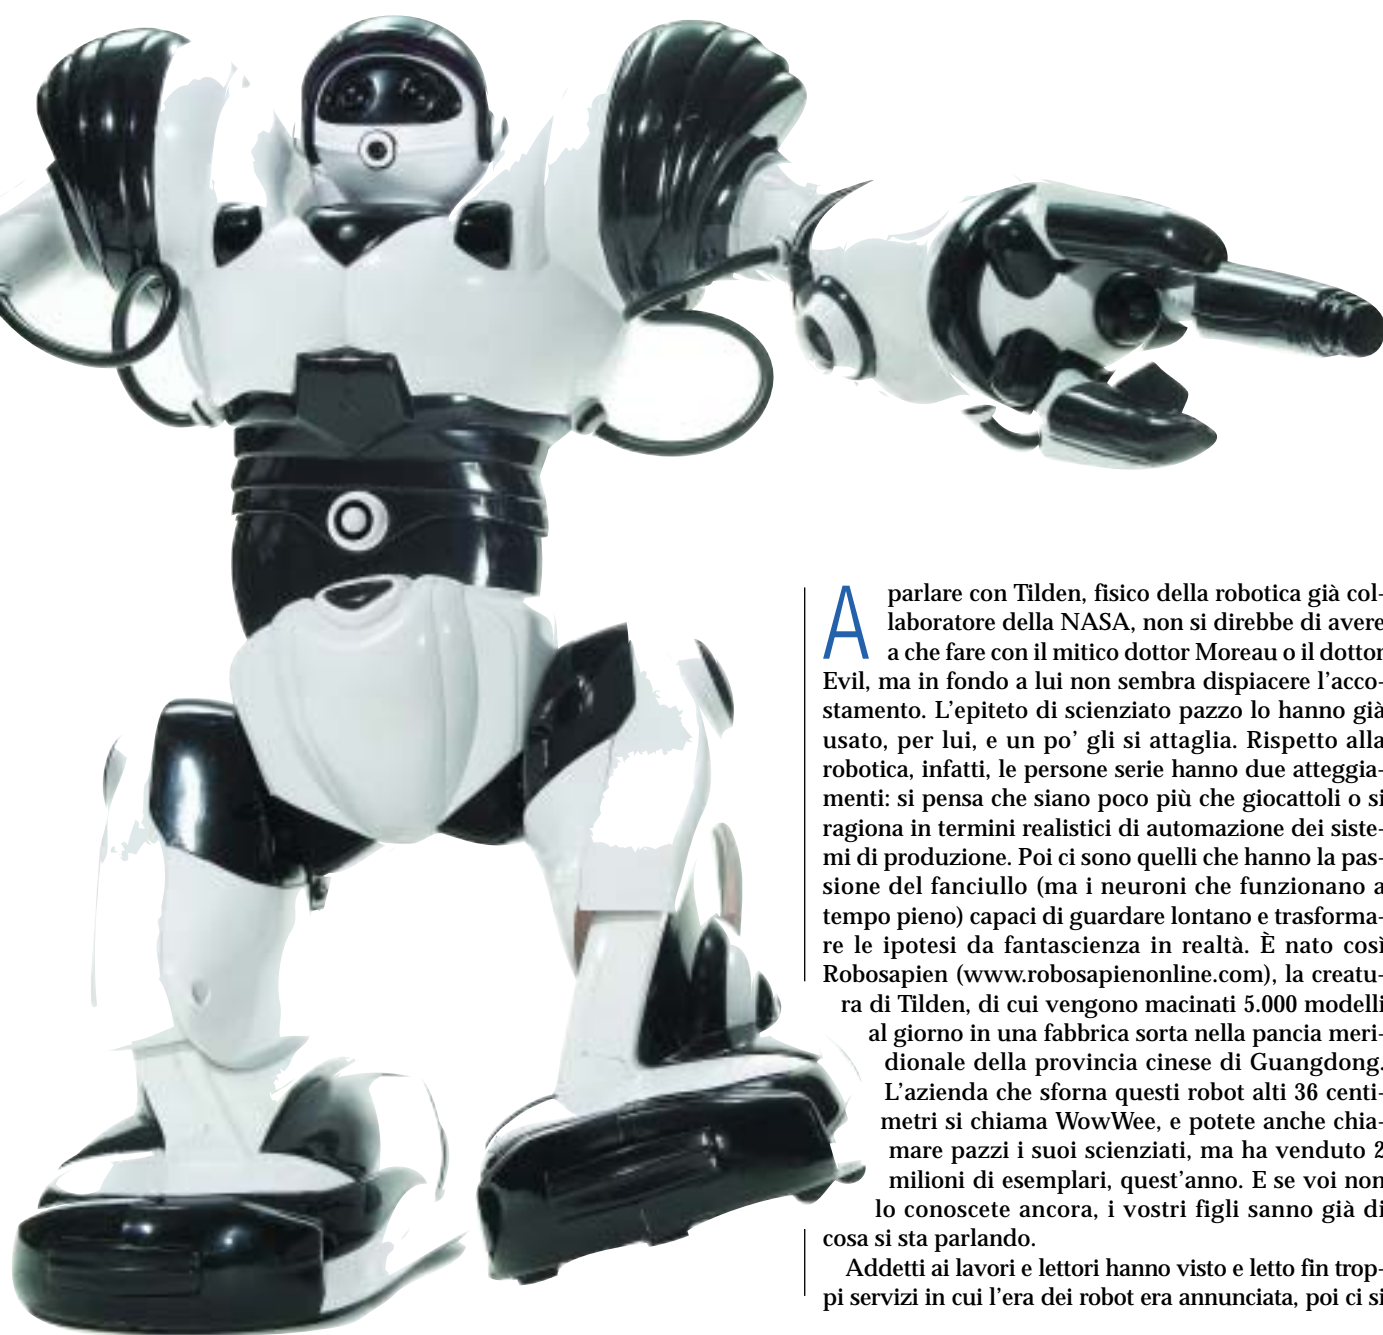 A parlare con Tilden, fisico della robotica già col-
laboratore della NASA, non si direbbe di avere
a che fare con il mitico dottor Moreau o il dottor
Evil, ma in fondo a lui non sembra dispiacere l'acco-
stamento. L'epiteto di scienziato pazzo lo hanno già
usato, per lui, e un po' gli si attaglia. Rispetto alla
robotica, infatti, le persone serie hanno due atteggia-
menti: si pensa che siano poco più che giocattoli o si
ragiona in termini realistici di automazione dei siste-
mi di produzione. Poi ci sono quelli che hanno la pas-
sione del fanciullo (ma i neuroni che funzionano a
tempo pieno) capaci di guardare lontano e trasforma-
re le ipotesi da fantascienza in realtà. È nato così
Robosapien (www.robosapienonline.com), la creatu-
ra di Tilden, di cui vengono macinati 5.000 modelli
al giorno in una fabbrica sorta nella pancia meri-
dionale della provincia cinese di Guangdong.
L'azienda che sforna questi robot alti 36 centi-
metri si chiama WowWee, e potete anche chia-
mare pazzi i suoi scienziati, ma ha venduto 2
milioni di esemplari, quest'anno. E se voi non
lo conoscete ancora, i vostri figli sanno già di
cosa si sta parlando.
Addetti ai lavori e lettori hanno visto e letto fin trop-
pi servizi in cui l'era dei robot era annunciata, poi ci si